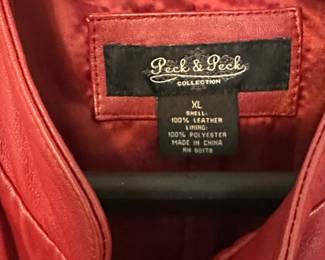 Peck & Peck
COLLECTION
XL
SHELL:
100% LEATHER
LINING:
100% POLYESTER
MADE IN CHINA